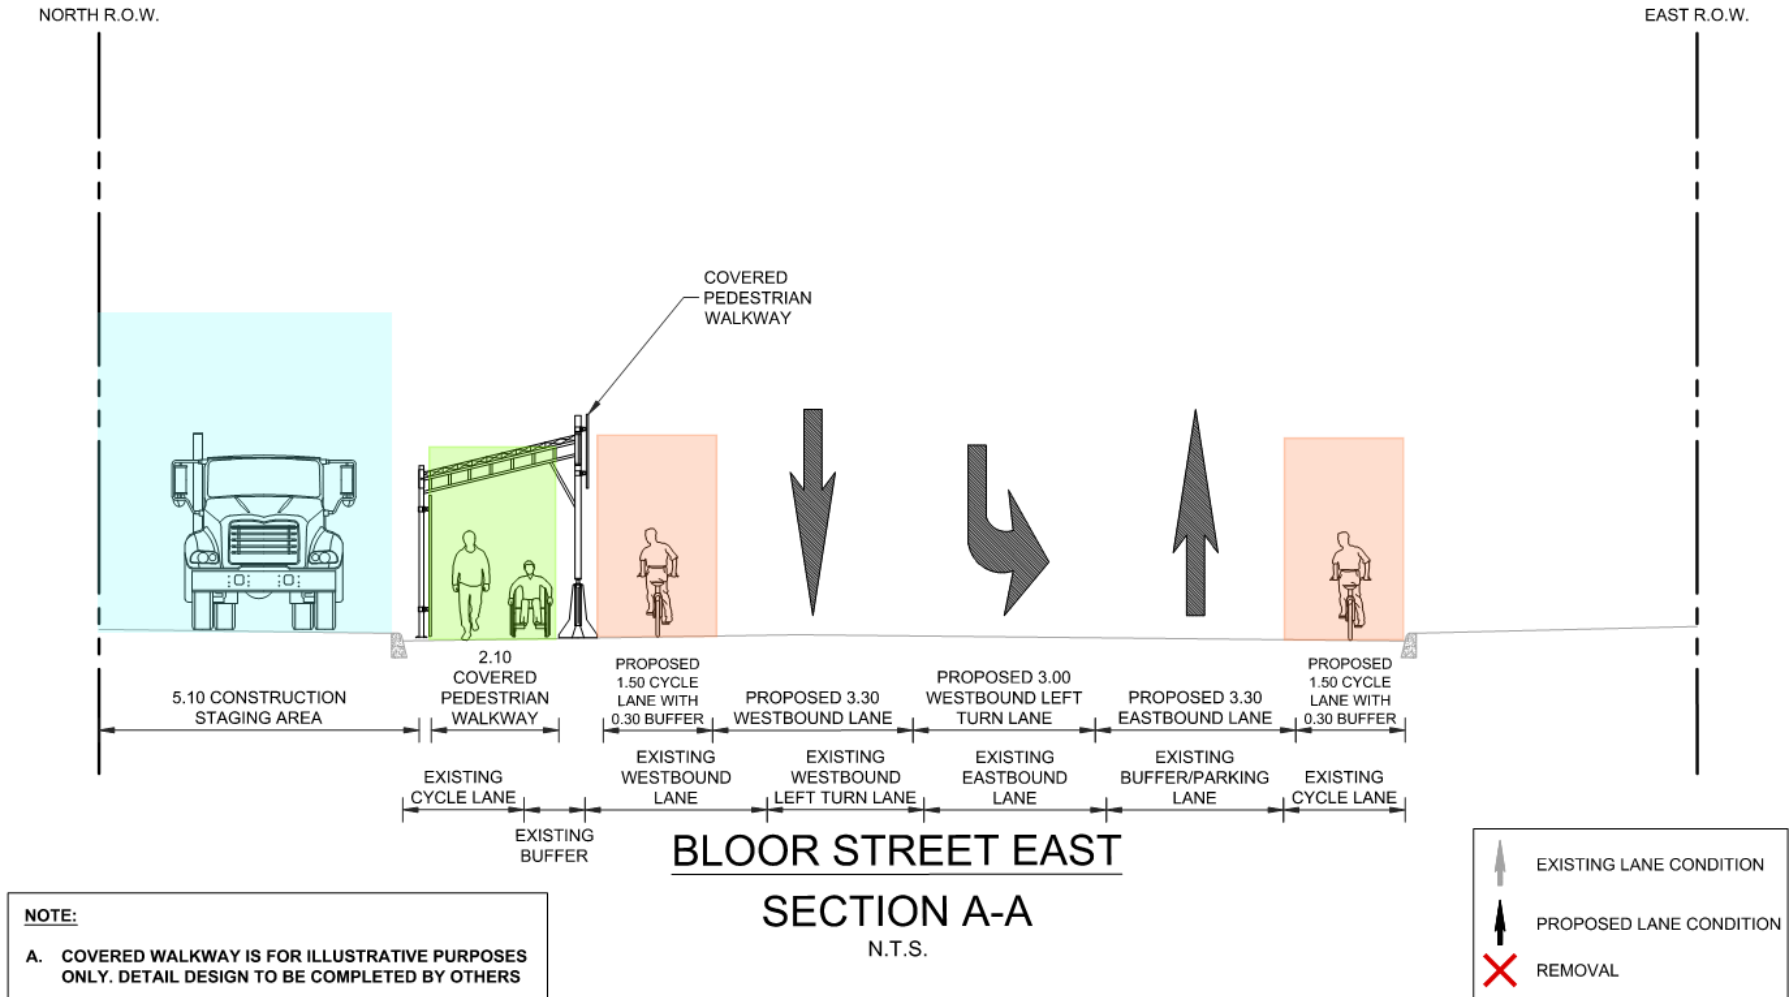 NORTH R.O.W.
EAST R.O.W.
COVERED
PEDESTRIAN
WALKWAY
5.10 CONSTRUCTION
STAGING AREA
2.10
COVERED
PEDESTRIAN
WALKWAY
PROPOSED
1.50 CYCLE
LANE WITH
0.30 BUFFER
PROPOSED 3.30
WESTBOUND LANE
PROPOSED 3.00
WESTBOUND LEFT
TURN LANE
PROPOSED 3.30
EASTBOUND LANE
PROPOSED
1.50 CYCLE
LANE WITH
0.30 BUFFER
EXISTING
CYCLE LANE
EXISTING
BUFFER
EXISTING
WESTBOUND
LANE
EXISTING
WESTBOUND
LEFT TURN LANE
EXISTING
EASTBOUND
LANE
EXISTING
BUFFER/PARKING
LANE
EXISTING
CYCLE LANE
BLOOR STREET EAST
SECTION A-A
N.T.S.
NOTE:
A. COVERED WALKWAY IS FOR ILLUSTRATIVE PURPOSES
ONLY. DETAIL DESIGN TO BE COMPLETED BY OTHERS
EXISTING LANE CONDITION
PROPOSED LANE CONDITION
REMOVAL